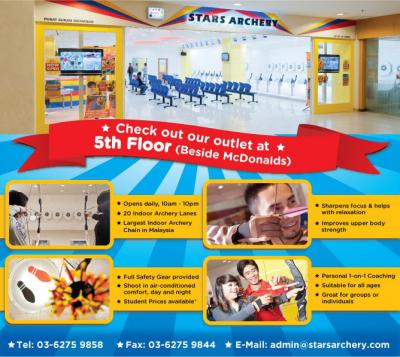 STARS ARCHERY
★ Check out our outlet at ★
5th Floor (Beside McDonalds)
★ Opens daily, 10am - 10pm
★ 20 Indoor Archery Lanes
★ Largest Indoor Archery
Chain in Malaysia
★ Sharpens focus & helps
with relaxation
★ Improves upper body
strength
★ Full Safety Gear provided
★ Shoot in air-conditioned
comfort, day and night
★ Student Prices available*
★ Personal 1-on-1 Coaching
★ Suitable for all ages
★ Great for groups or
individuals
★ Tel: 03-6275 9858 ★ Fax: 03-6275 9844 ★ E-Mail: admin@starsarchery.com